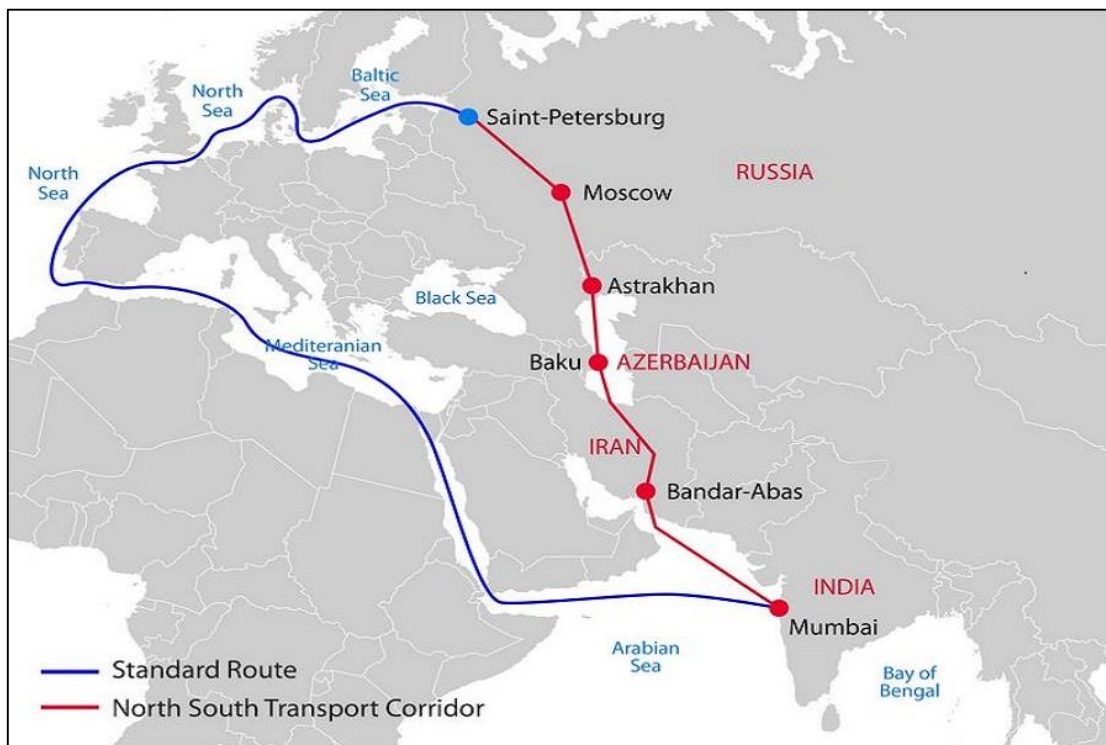 Baltic
Sea
North
Sea
Saint-Petersburg
North
Sea
RUSSIA
Moscow
Astrakhan
Black Sea
Mediteranian
Sea
Baku
AZERBAIJAN
IRAN
Bandar-Abas
INDIA
Mumbai
Arabian
Sea
Bay of
Bengal
Standard Route
North South Transport Corridor